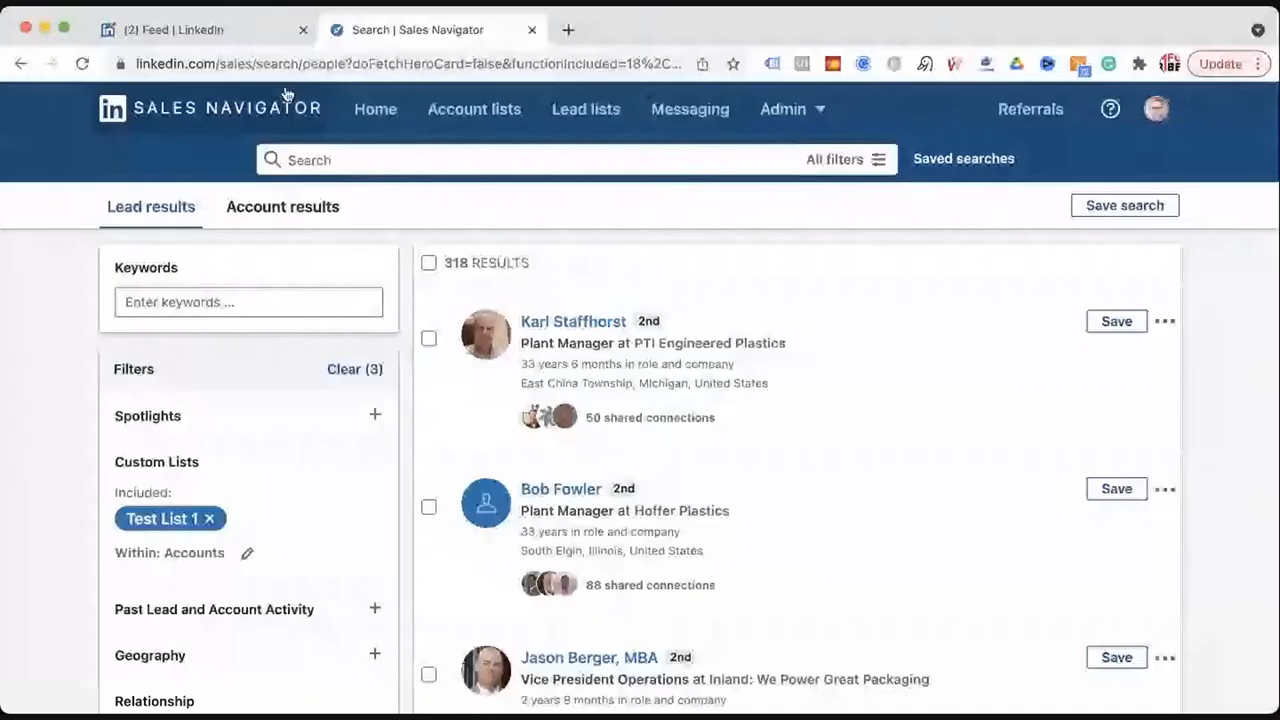 (2) Feed | LinkedIn
Search | Sales Navigator
linkedin.com/sales/search/people?doFetchHeroCard=false&functionIncluded=18%2C...
Update
in SALES NAVIGATOR
Home
Account lists
Lead lists
Messaging
Admin
Referrals
Search
All filters
Saved searches
Lead results
Account results
Save search
Keywords
Enter keywords ...
Filters
Clear (3)
Spotlights
Custom Lists
Included:
Test List 1
Within: Accounts
Past Lead and Account Activity
Geography
Relationship
318 RESULTS
Karl Staffhorst 2nd
Save
Plant Manager at PTI Engineered Plastics
33 years 6 months in role and company
East China Township, Michigan, United States
50 shared connections
Bob Fowler 2nd
Save
Plant Manager at Hoffer Plastics
33 years in role and company
South Elgin, Illinois, United States
88 shared connections
Jason Berger, MBA 2nd
Save
Vice President Operations at Inland: We Power Great Packaging
2 years 8 months in role and company